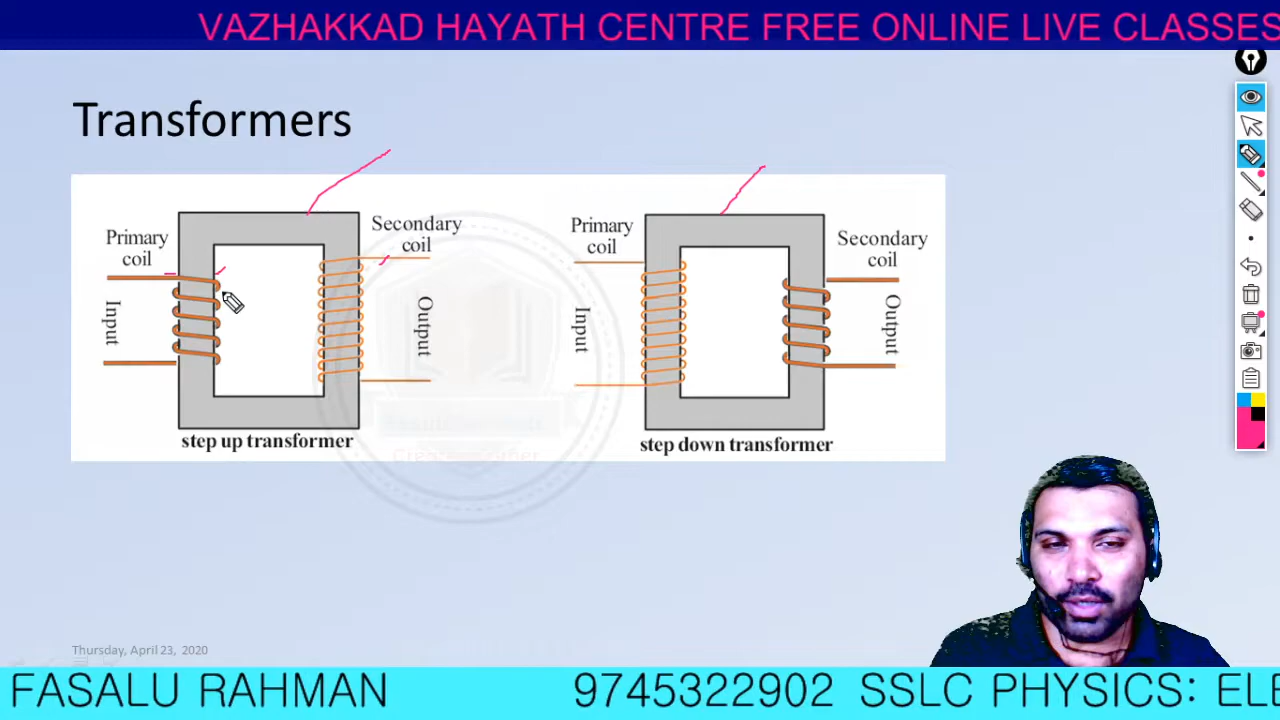 VAZHAKKAD HAYATH CENTRE FREE ONLINE LIVE CLASSES
Transformers
Primary
coil
Secondary
coil
Input
Output
step up transformer
Primary
coil
Secondary
coil
Input
Output
step down transformer
Thursday, April 23, 2020
FASALU RAHMAN
9745322902 SSLC PHYSICS: ELE